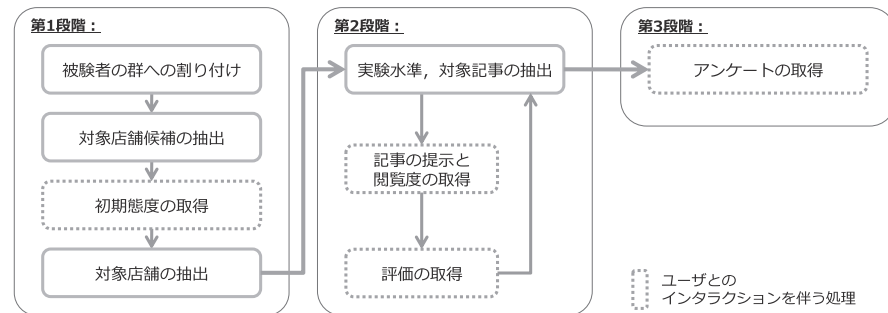 第1段階：
被験者の群への割り付け
対象店舗候補の抽出
初期態度の取得
対象店舗の抽出
第2段階：
実験水準，対象記事の抽出
記事の提示と
閲覧度の取得
評価の取得
第3段階：
アンケートの取得
ユーザとの
インタラクションを伴う処理